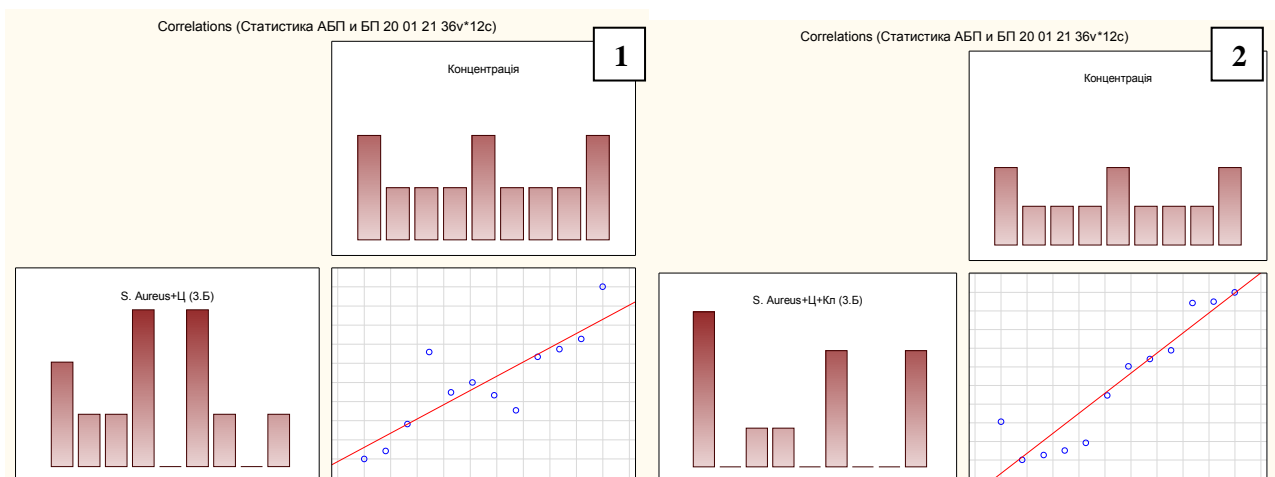 Correlations (Статистика АБП и БП 20 01 21 36v*12c)
1
Концентрація
S. Aureus+Ц (3.Б)
Correlations (Статистика АБП и БП 20 01 21 36v*12c)
2
Концентрація
S. Aureus+Ц+Кл (3.Б)